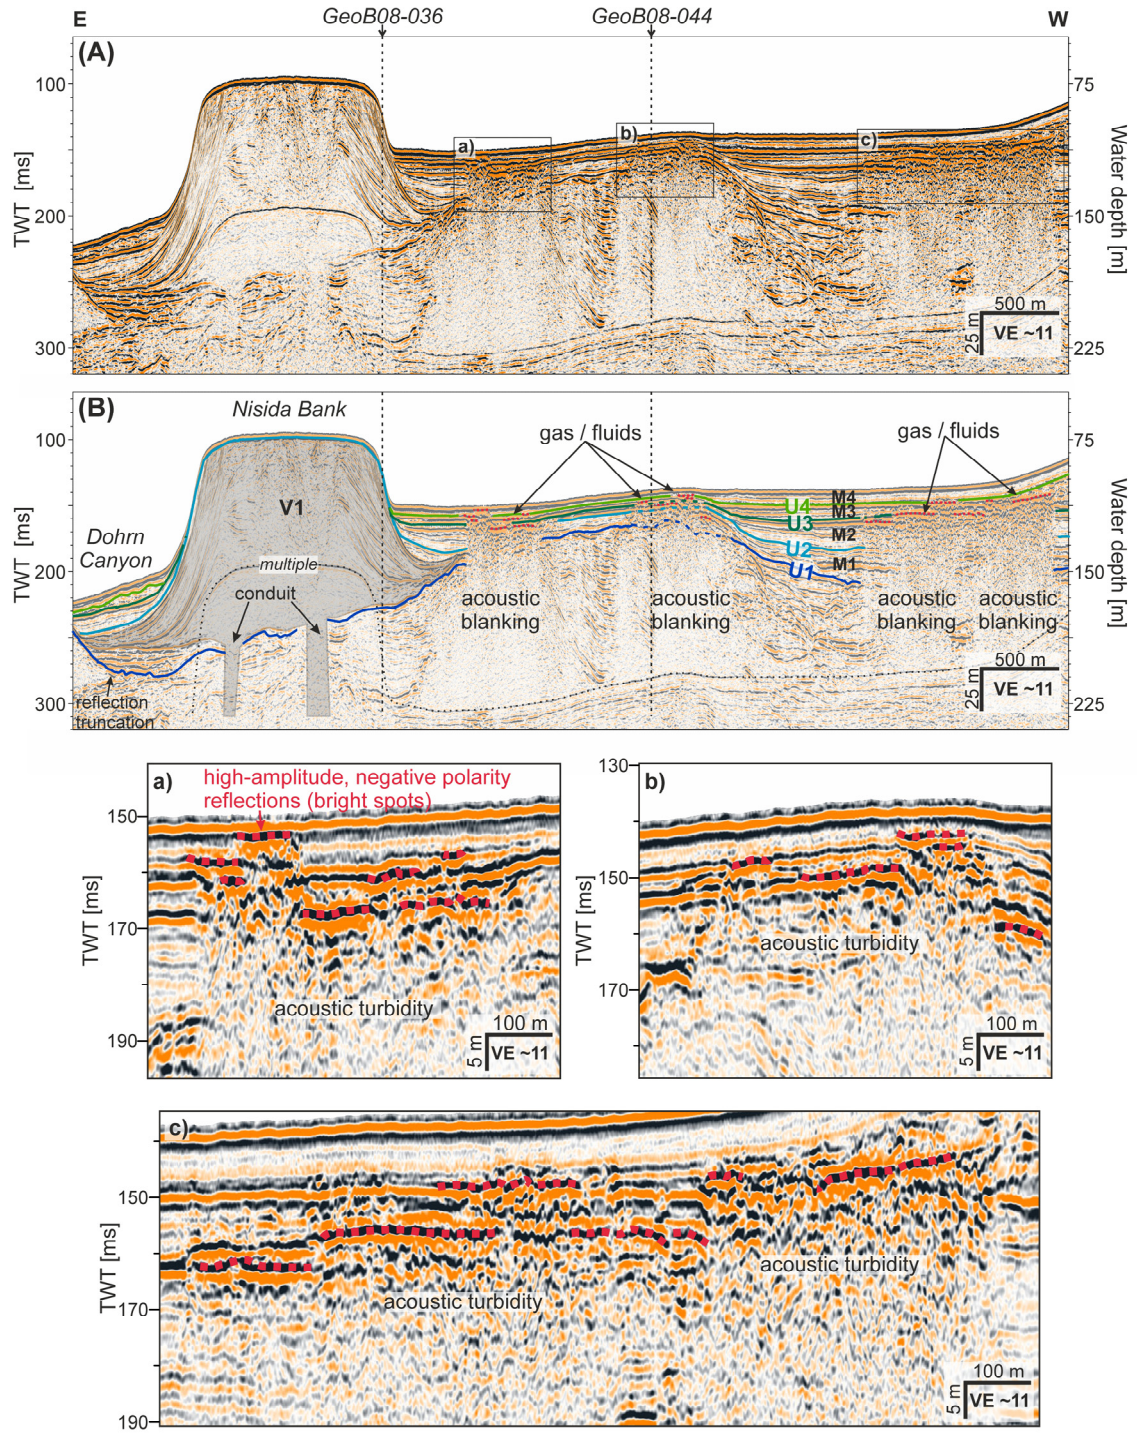 E
GeoB08-036
GeoB08-044
W
(A)
a)
b)
c)
100
200
300
TWT [ms]
75
150
225
Water depth [m]
500 m
25 m
VE ~11
(B)
Nisida Bank
gas / fluids
gas / fluids
100
200
300
TWT [ms]
75
150
225
Water depth [m]
V1
Dohrn
Canyon
multiple
conduit
U4
U3
U2
U1
M4
M3
M2
M1
acoustic
blanking
acoustic
blanking
acoustic
blanking
acoustic
blanking
reflection
truncation
500 m
25 m
VE ~11
a)
high-amplitude, negative polarity
reflections (bright spots)
150
170
190
TWT [ms]
acoustic turbidity
100 m
5 m
VE ~11
b)
130
150
170
TWT [ms]
acoustic turbidity
100 m
5 m
VE ~11
c)
150
170
190
TWT [ms]
acoustic turbidity
acoustic turbidity
100 m
5 m
VE ~11